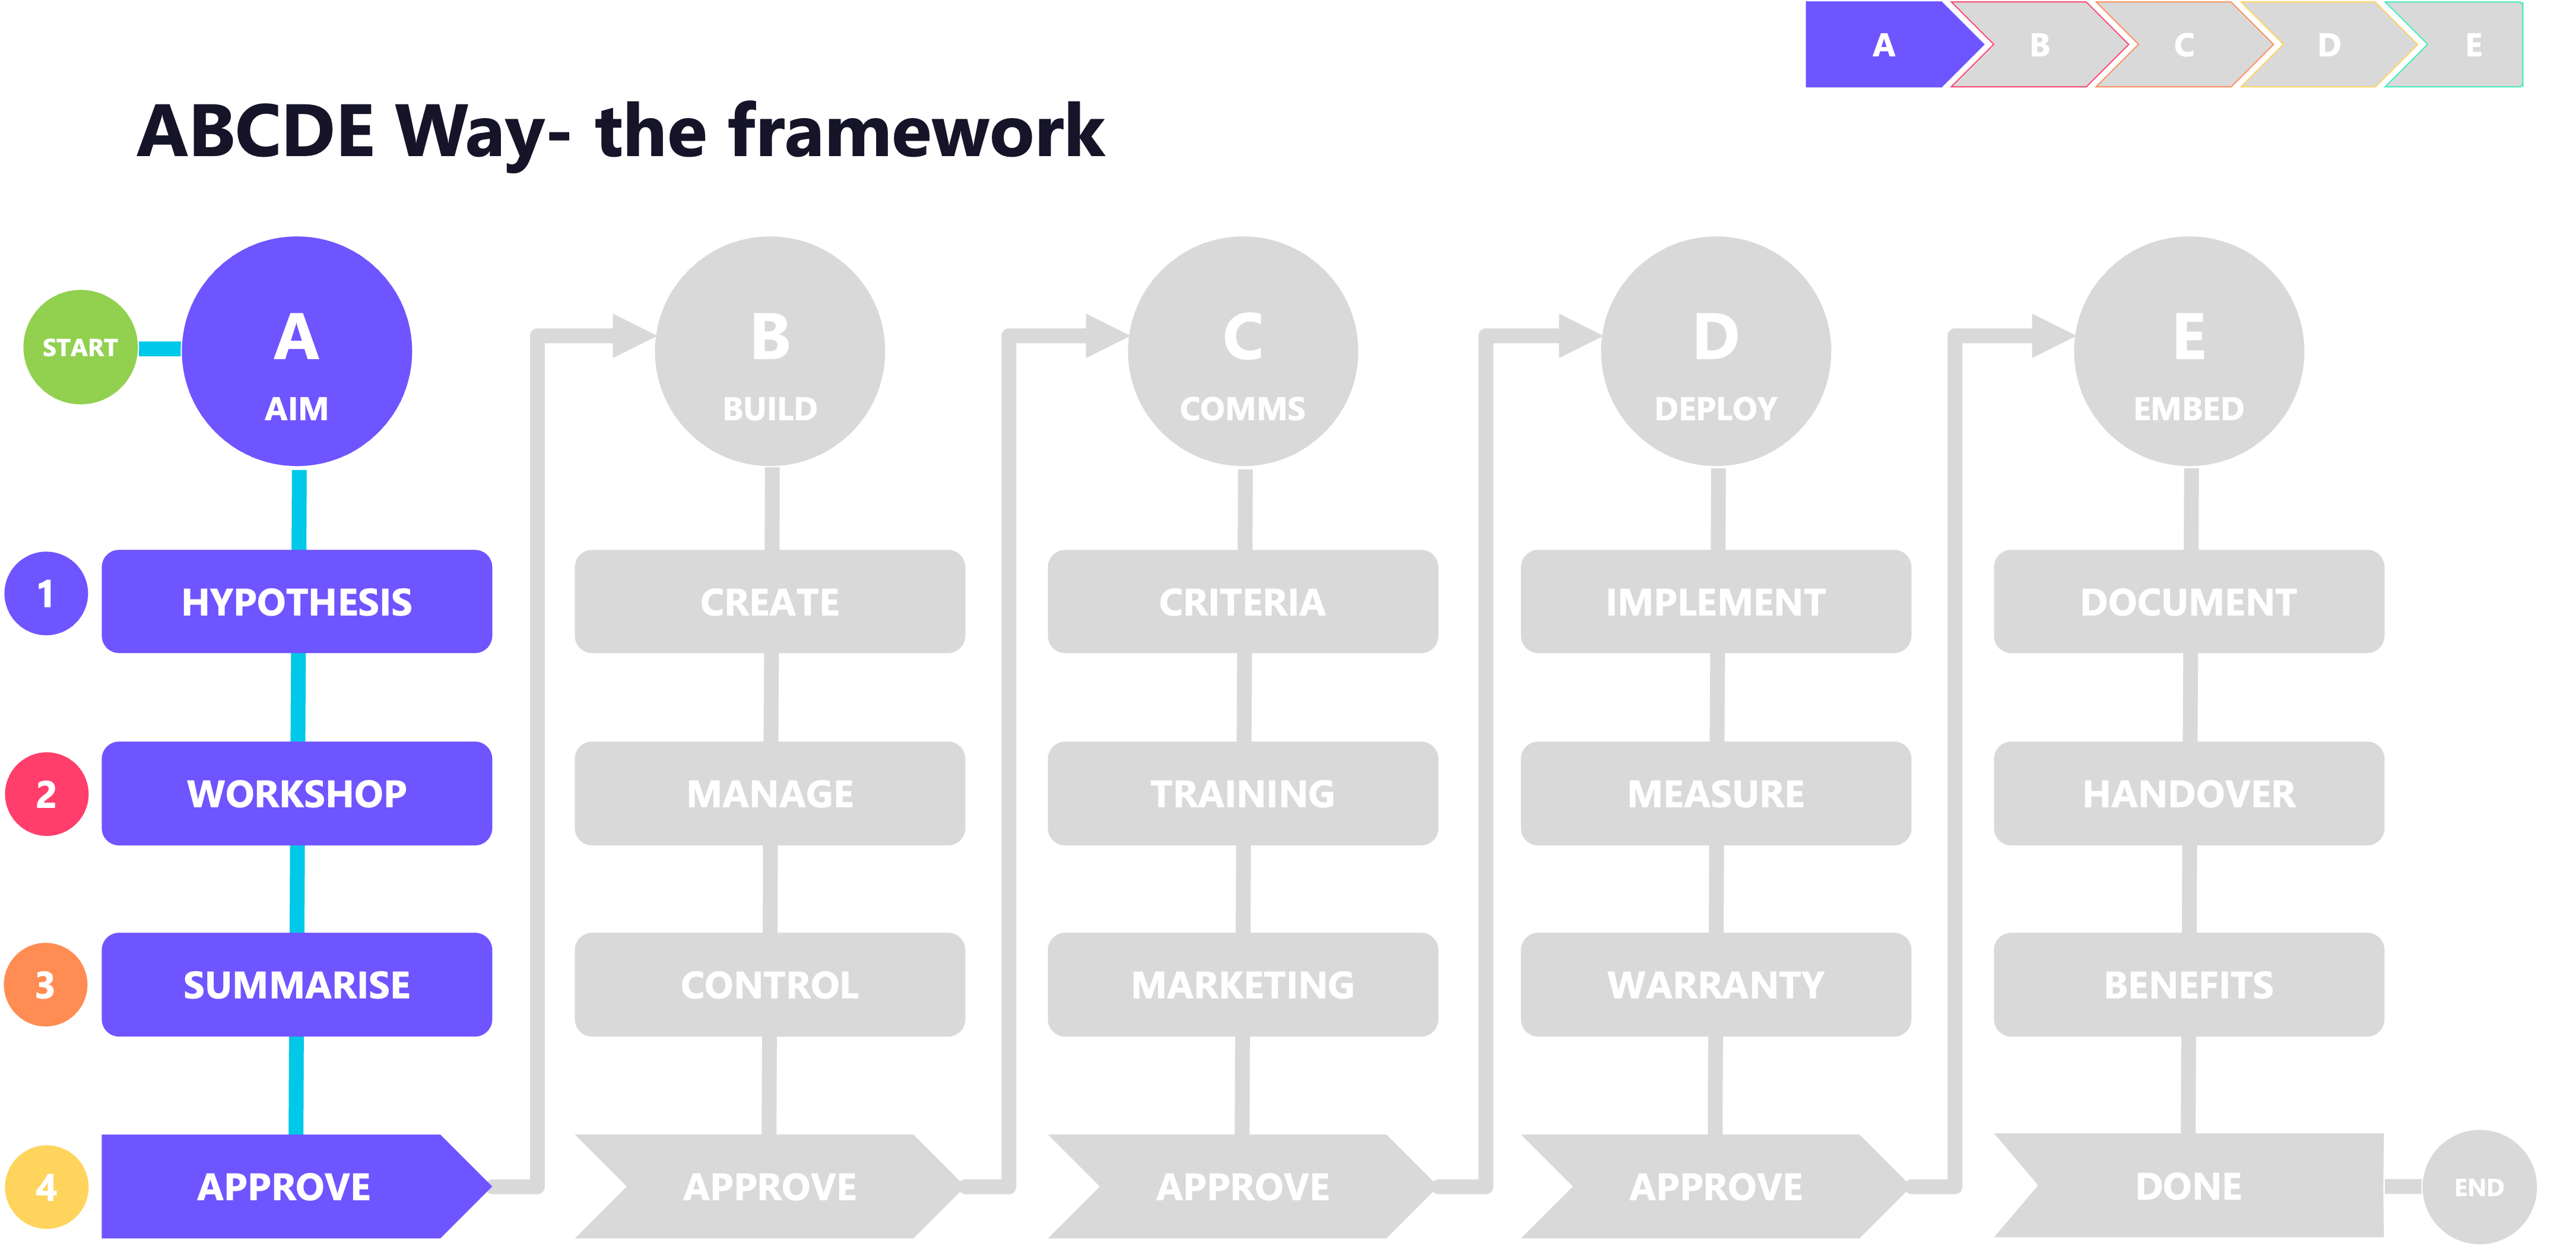 A
B
C
D
E
ABCDE Way- the framework
START
A
AIM
B
BUILD
C
COMMS
D
DEPLOY
E
EMBED
1
HYPOTHESIS
CREATE
CRITERIA
IMPLEMENT
DOCUMENT
2
WORKSHOP
MANAGE
TRAINING
MEASURE
HANDOVER
3
SUMMARISE
CONTROL
MARKETING
WARRANTY
BENEFITS
4
APPROVE
APPROVE
APPROVE
APPROVE
DONE
END